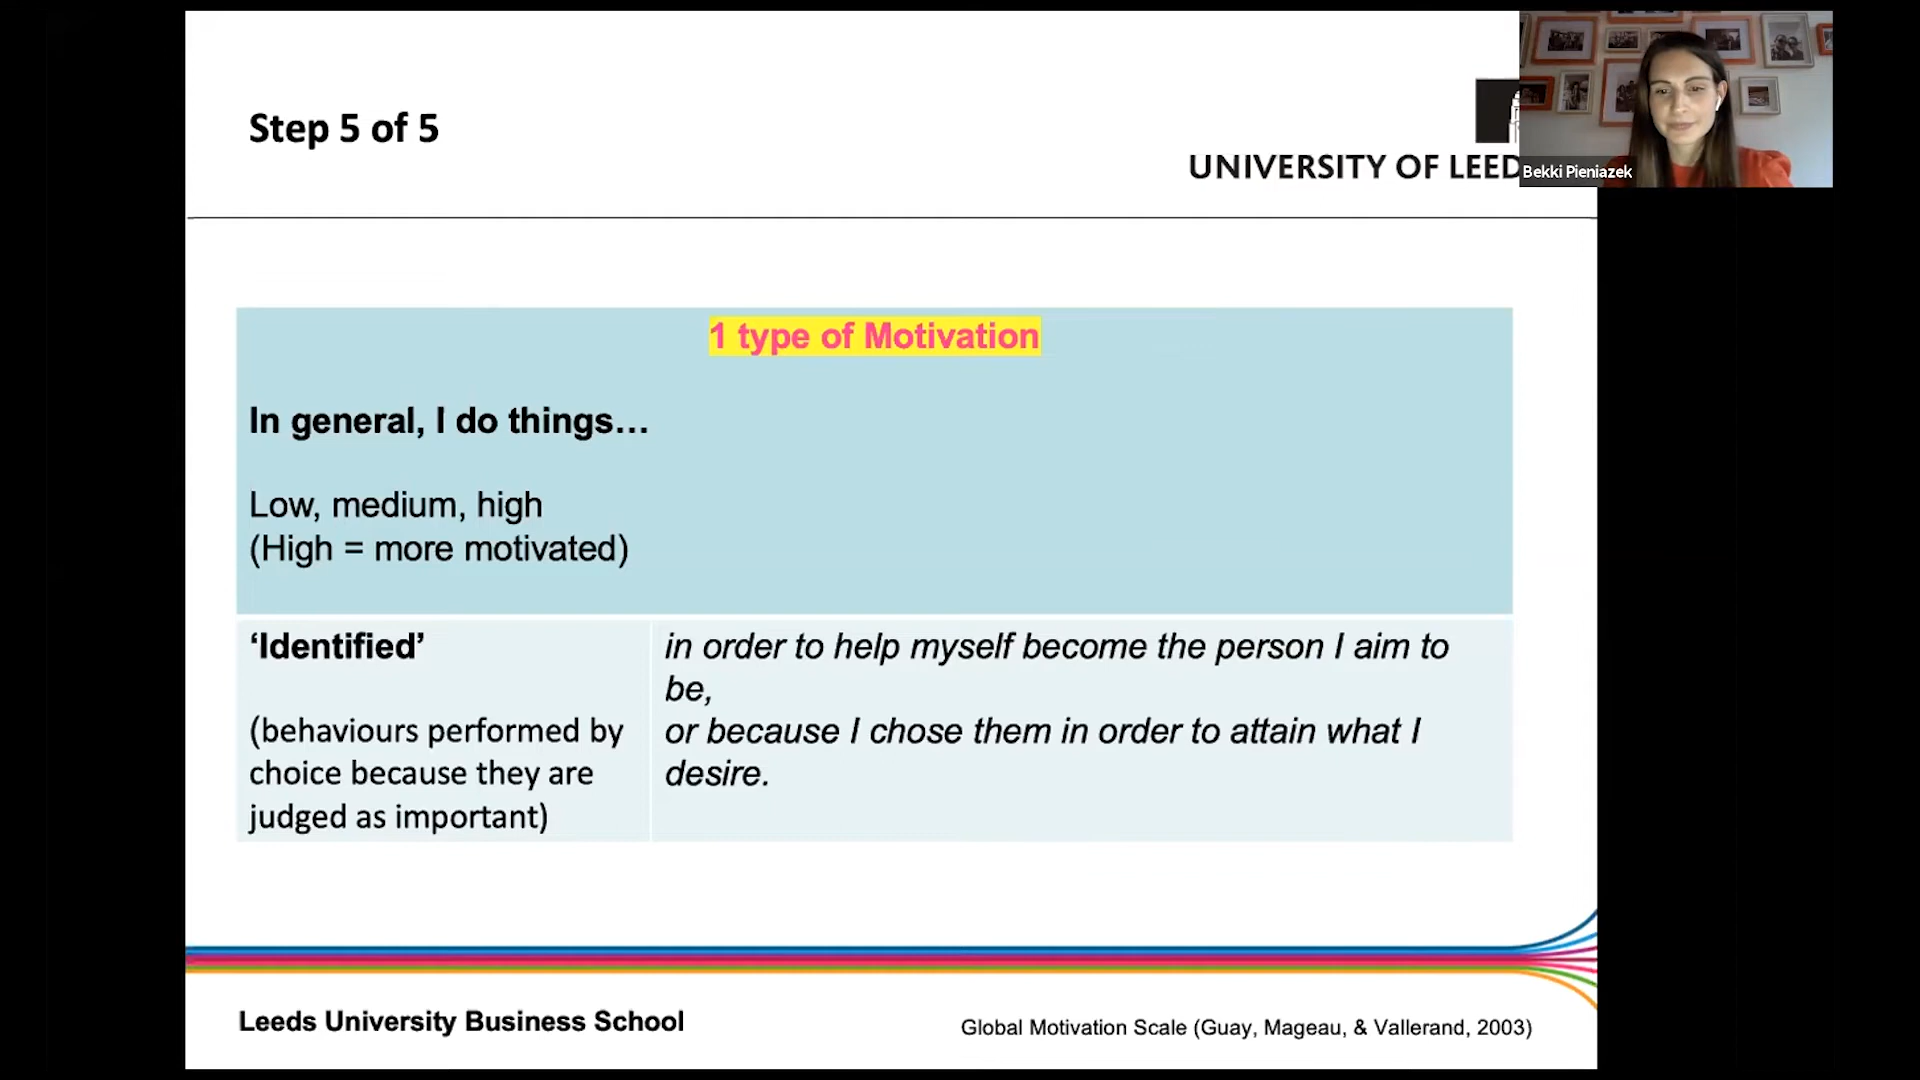 Step 5 of 5
UNIVERSITY OF LEED
Bekki Pieniazek
1 type of Motivation
In general, I do things…
Low, medium, high
(High = more motivated)
‘Identified’
(behaviours performed by
choice because they are
judged as important)
in order to help myself become the person I aim to
be,
or because I chose them in order to attain what I
desire.
Leeds University Business School
Global Motivation Scale (Guay, Mageau, & Vallerand, 2003)